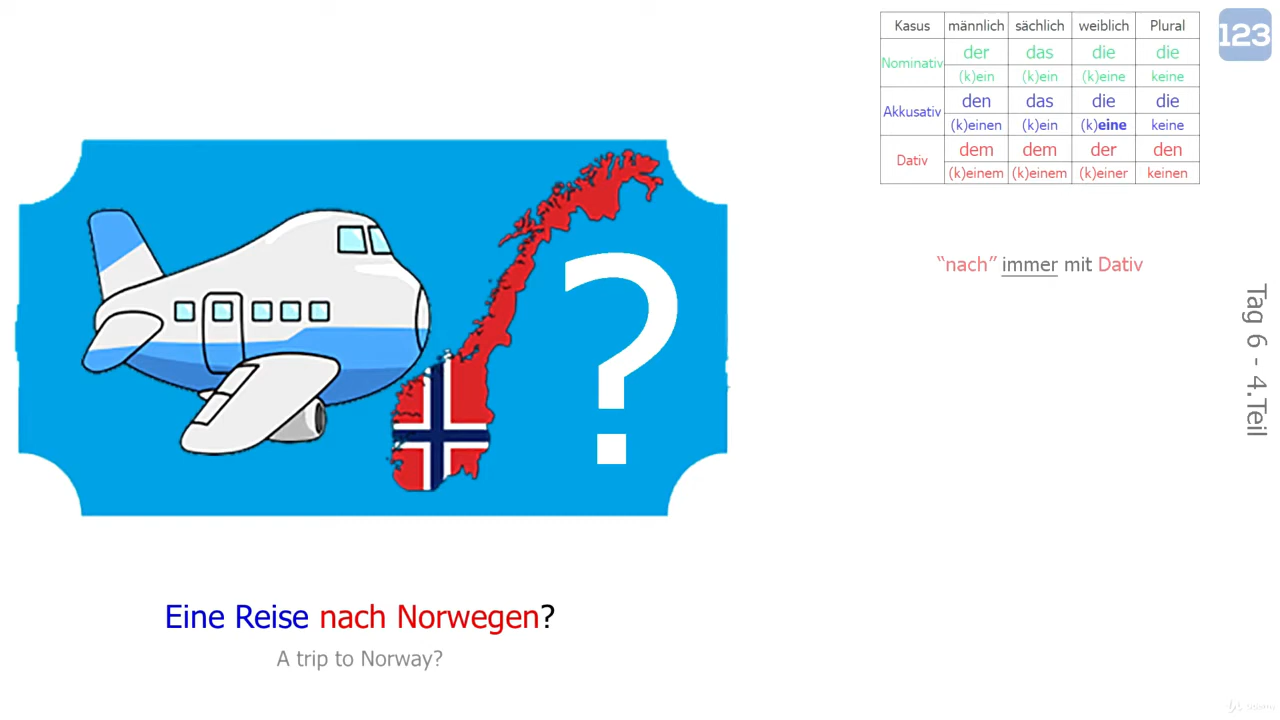 Kasus männlich sächlich weiblich Plural
Nominativ der das die die
(k)ein (k)ein (k)eine keine
Akkusativ den das die die
(k)einen (k)ein (k)eine keine
Dativ dem dem der den
(k)einem (k)einem (k)einer keinen
123
“nach” immer mit Dativ
Tag 6 - 4.Teil
?
Eine Reise nach Norwegen?
A trip to Norway?